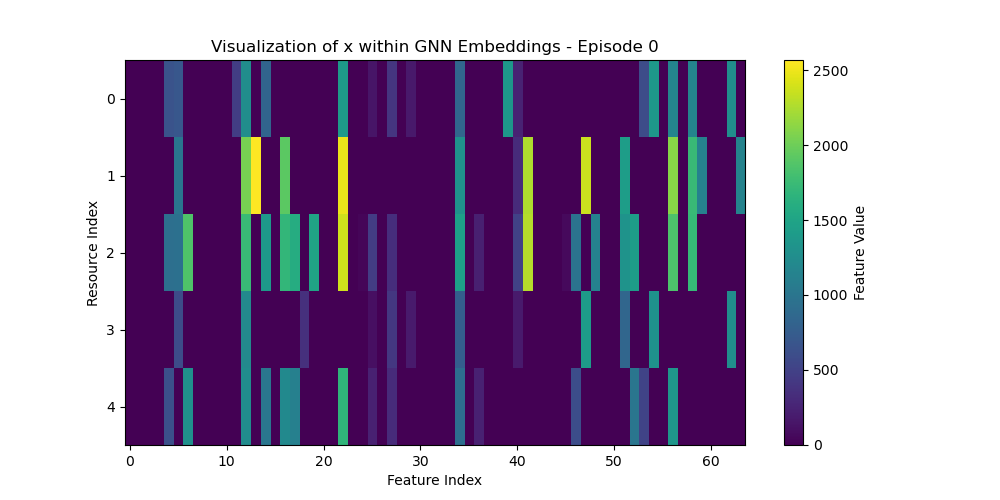 Visualization of x within GNN Embeddings - Episode 0
Resource Index
0
1
2
3
4
0 10 20 30 40 50 60
Feature Index
2500
2000
1500
1000
500
0
Feature Value